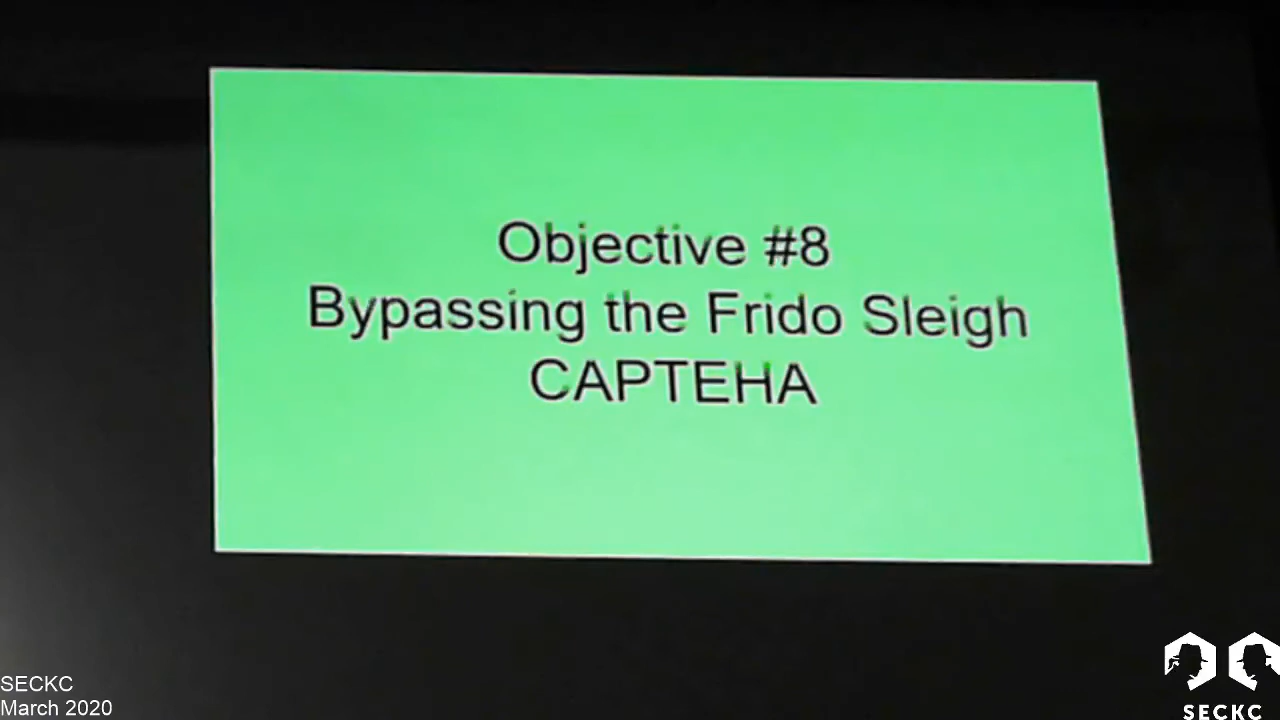 Objective #8
Bypassing the Frido Sleigh
CAPTEHA
SECKC
March 2020
SECKC